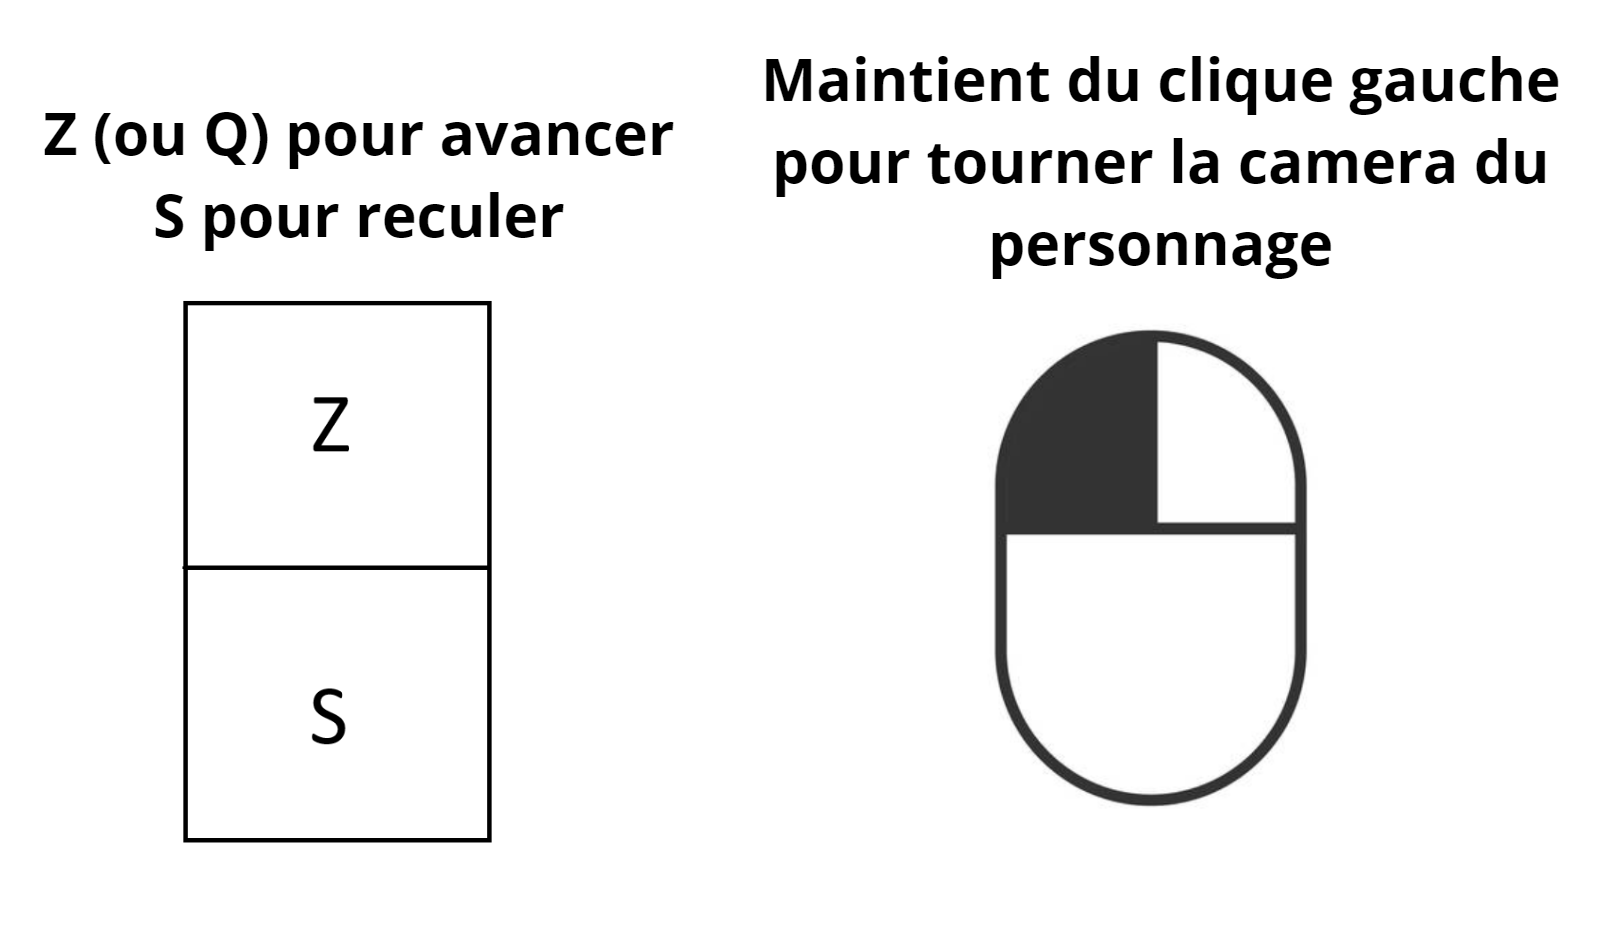 Z (ou Q) pour avancer
S pour reculer
Z
S
Maintient du clique gauche
pour tourner la camera du
personnage